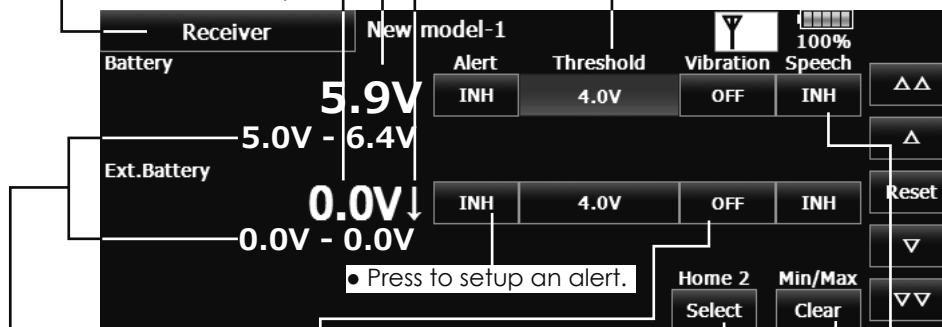 Receiver New model-1 100%
Battery Alert Threshold Vibration Speech
5.9V INH 4.0V OFF INH
5.0V - 6.4V
Ext.Battery
0.0V↓ INH 4.0V OFF INH Reset
0.0V - 0.0V
● Press to setup an alert.
Home 2 Min/Max
Select Clear